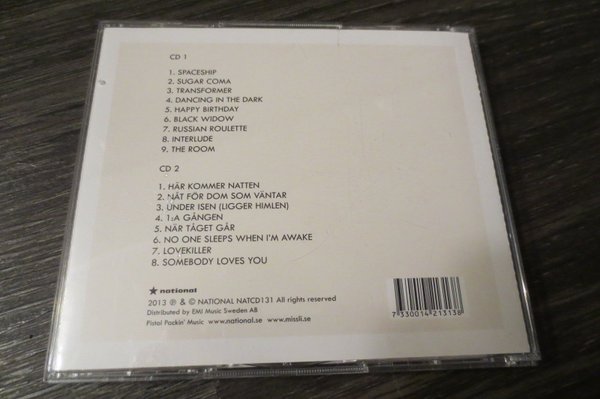 CD 1
1. SPACESHIP
2. SUGAR COMA
3. TRANSFORMER
4. DANCING IN THE DARK
5. HAPPY BIRTHDAY
6. BLACK WIDOW
7. RUSSIAN ROULETTE
8. INTERLUDE
9. THE ROOM
CD 2
1. HÄR KOMMER NATTEN
2. NÅT FÖR DOM SOM VÄNTAR
3. UNDER ISEN (LIGGER HIMLEN)
4. 1:A GÅNGEN
5. NÄR TÅGET GÅR
6. NO ONE SLEEPS WHEN I'M AWAKE
7. LOVEKILLER
8. SOMEBODY LOVES YOU
★ national
2013 ℗ & © NATIONAL NATCD131 All rights reserved
Distributed by EMI Music Sweden AB
Pistol Packin' Music www.national.se www.missli.se
7 330014 213138